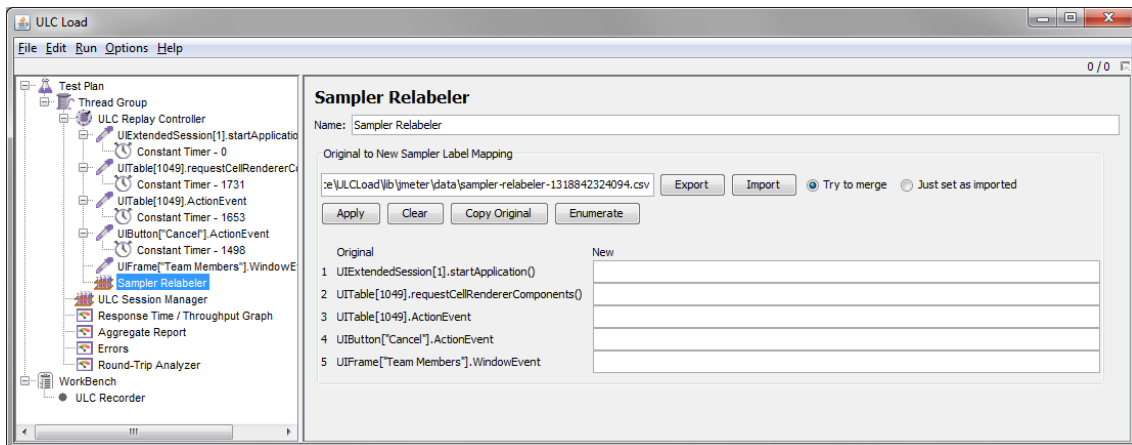 ULC Load
File Edit Run Options Help
0 / 0
Test Plan
Thread Group
ULC Replay Controller
UIExtendedSession[1].startApplicatio
Constant Timer - 0
UITable[1049].requestCellRendererCo
Constant Timer - 1731
UITable[1049].ActionEvent
Constant Timer - 1653
UIButton["Cancel"].ActionEvent
Constant Timer - 1498
UIFrame["Team Members"].WindowE
Sampler Relabeler
ULC Session Manager
Response Time / Throughput Graph
Aggregate Report
Errors
Round-Trip Analyzer
WorkBench
ULC Recorder
Sampler Relabeler
Name: Sampler Relabeler
Original to New Sampler Label Mapping
:e\ULCLoad\lib\jmeter\data\sampler-relabeler-1318842324094.csv Export Import Try to merge Just set as imported
Apply Clear Copy Original Enumerate
Original New
1 UIExtendedSession[1].startApplication()
2 UITable[1049].requestCellRendererComponents()
3 UITable[1049].ActionEvent
4 UIButton["Cancel"].ActionEvent
5 UIFrame["Team Members"].WindowEvent